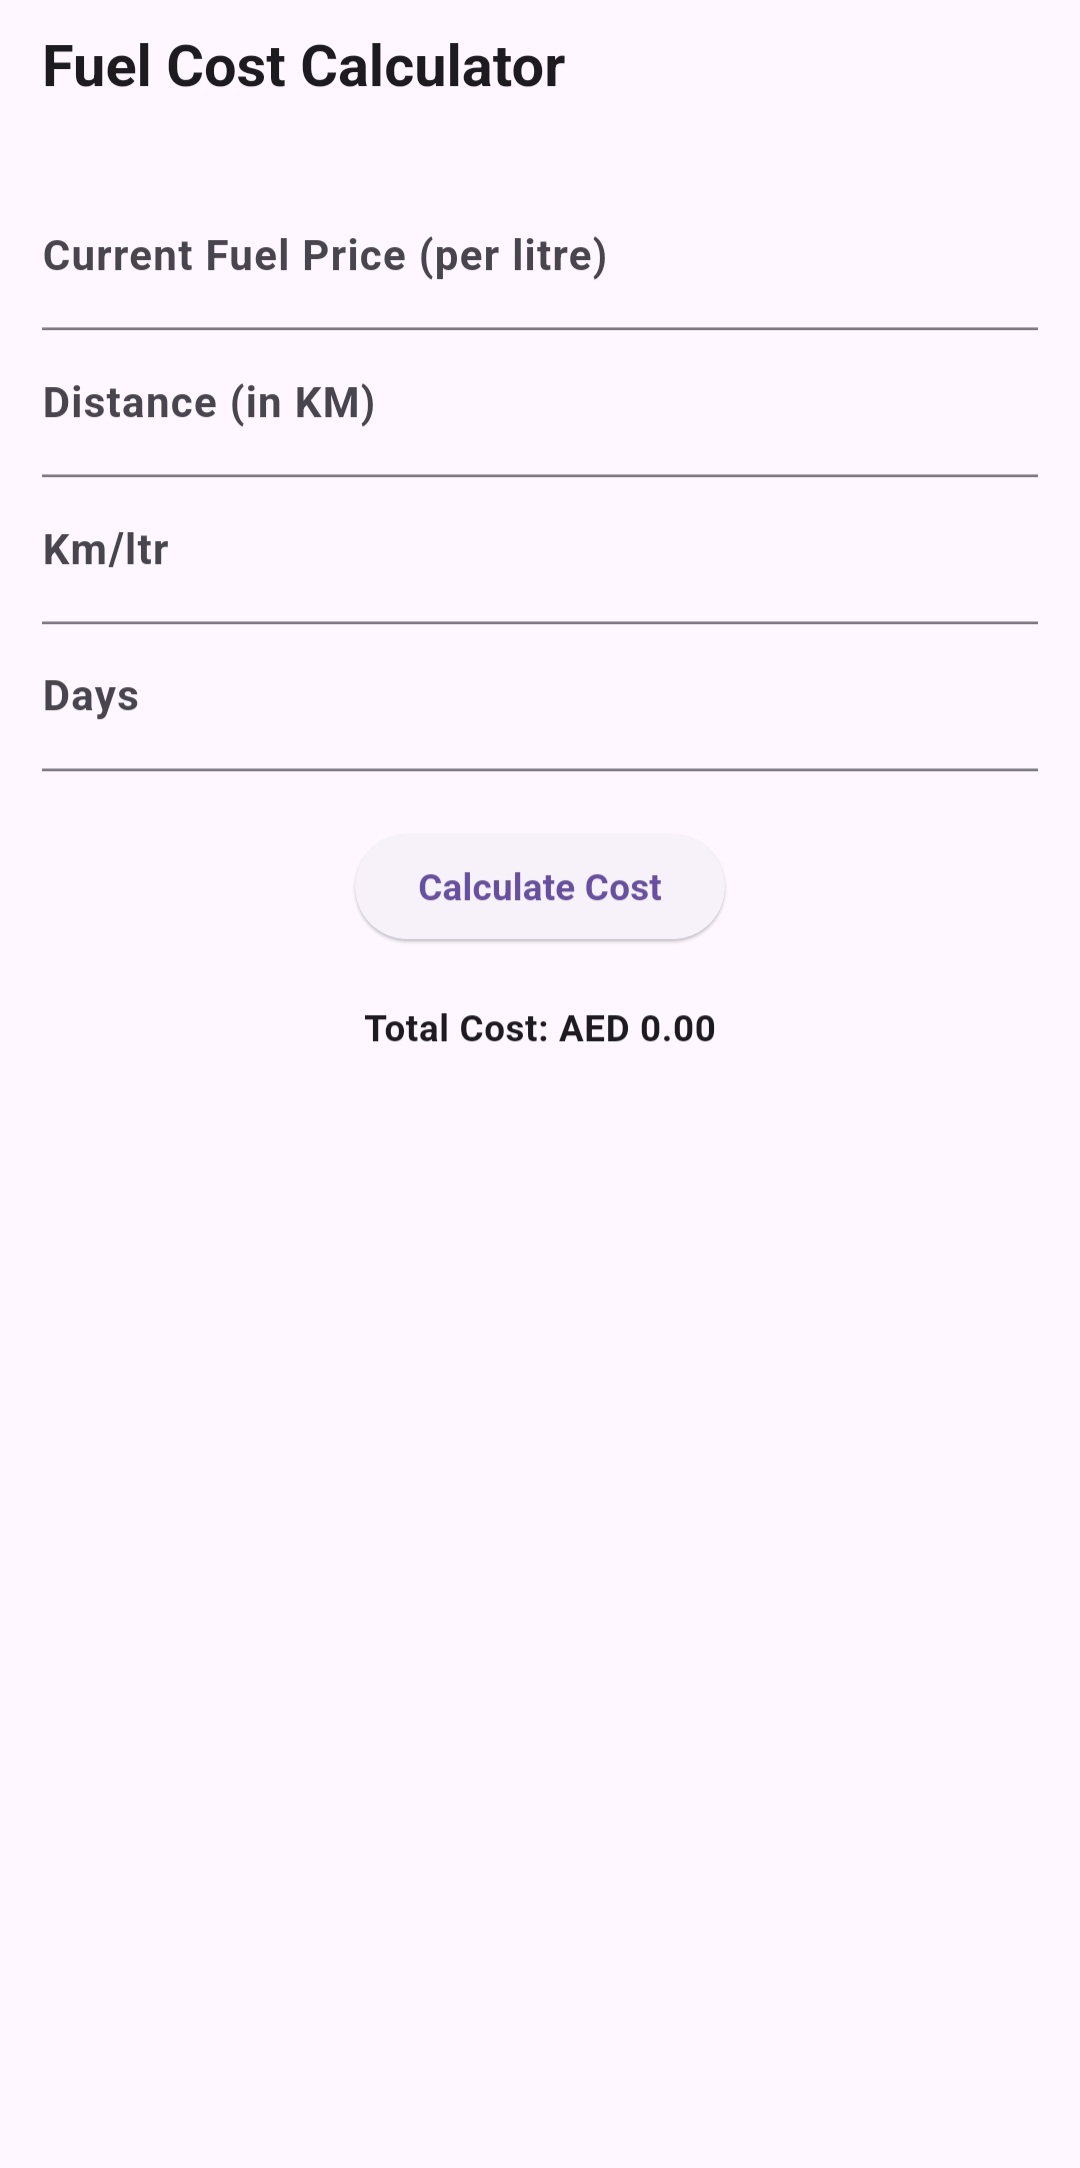 Fuel Cost Calculator
Current Fuel Price (per litre)
Distance (in KM)
Km/ltr
Days
Calculate Cost
Total Cost: AED 0.00